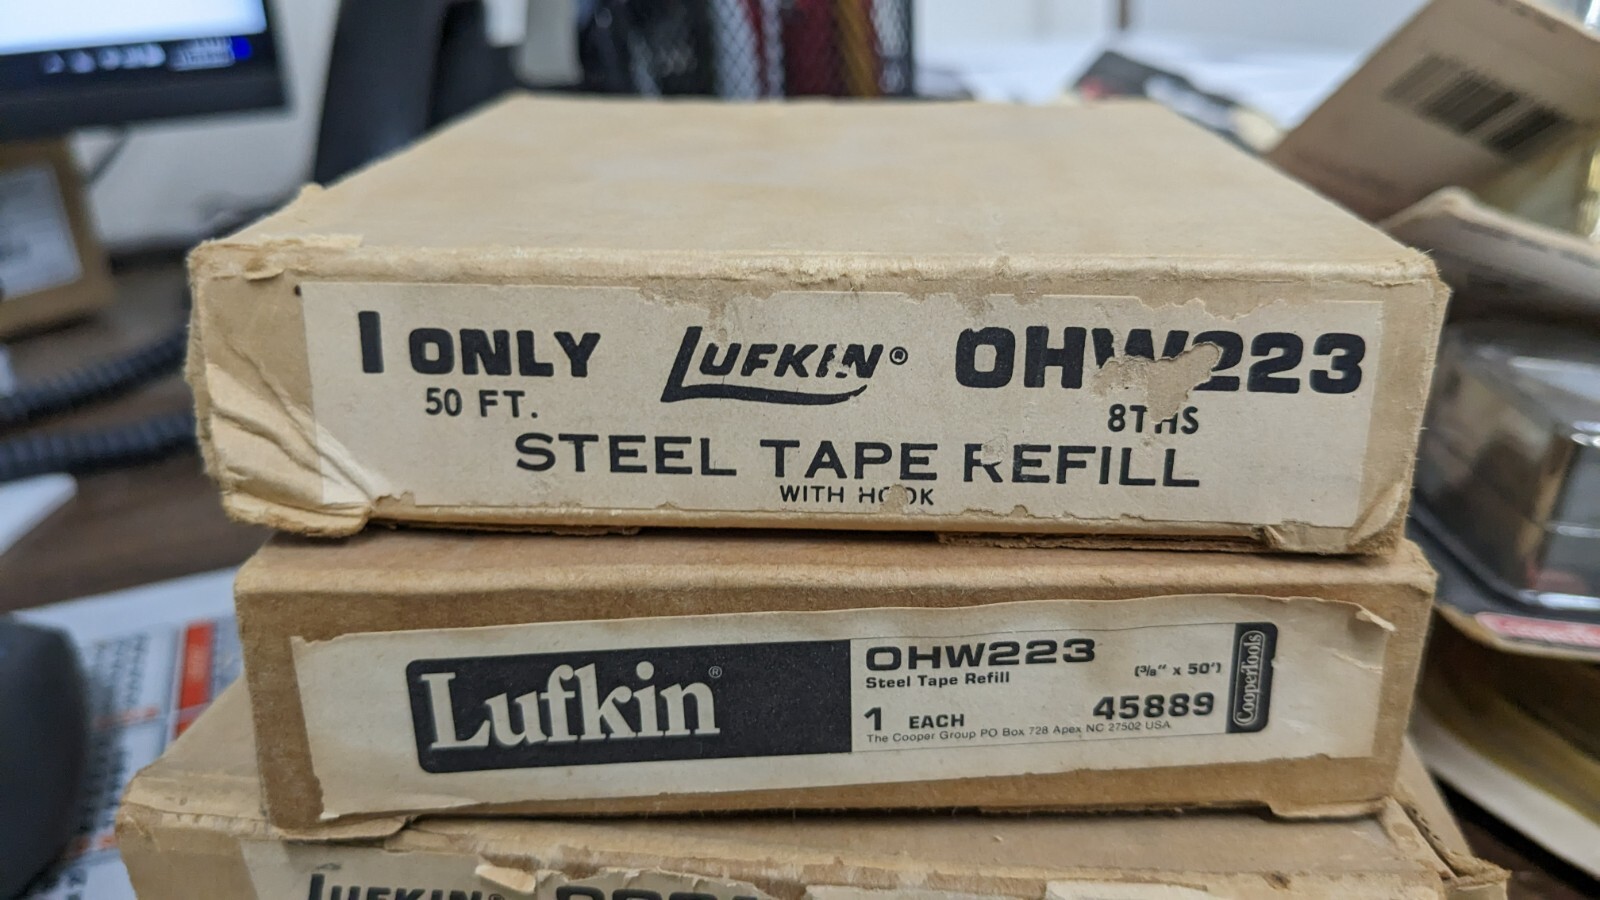 I ONLY LUFKIN® OHW223
50 FT. 8THS
STEEL TAPE REFILL
WITH HOOK
Lufkin®
OHW223
Steel Tape Refill (3/8" x 50')
1 EACH 45889
The Cooper Group PO Box 728 Apex NC 27502 USA
CooperTools
LUFKIN®